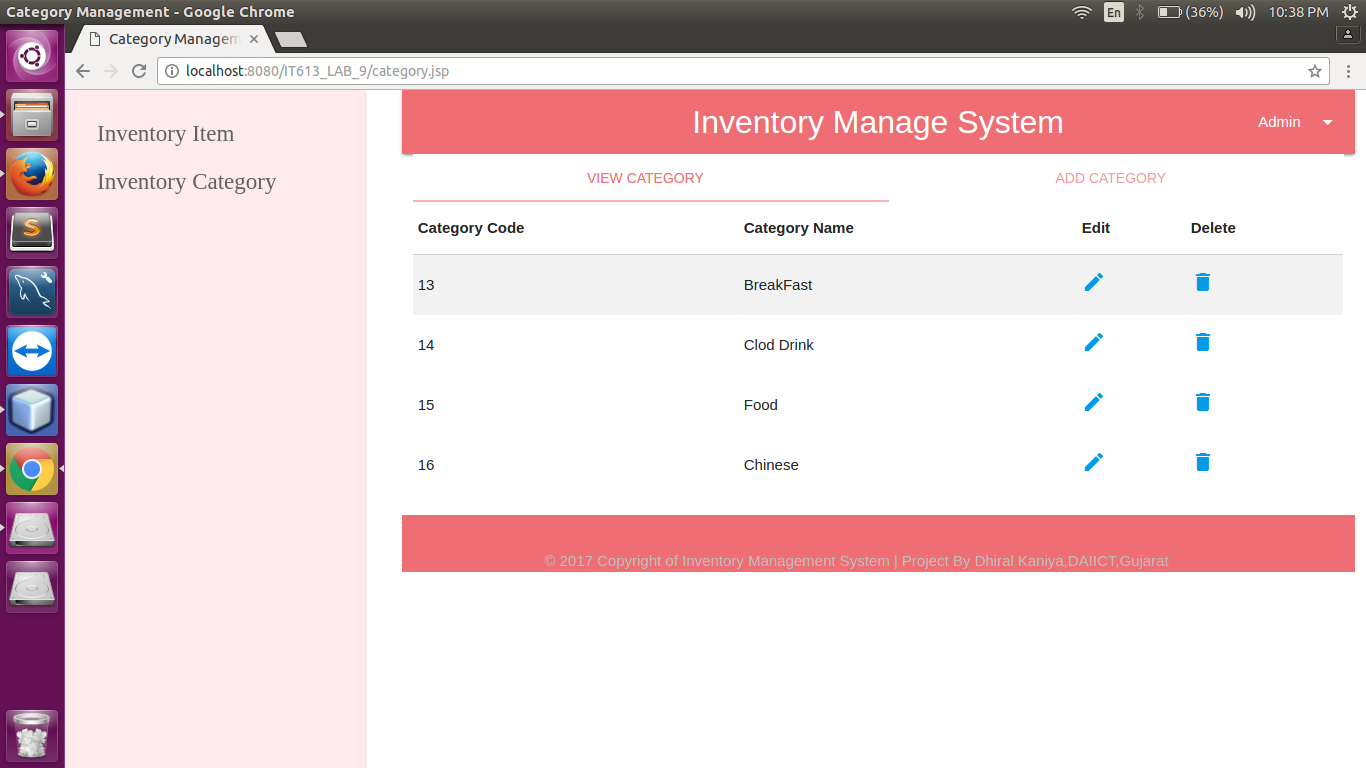 Category Management - Google Chrome
En (36%) 10:38 PM
Category Managem
localhost:8080/IT613_LAB_9/category.jsp
Inventory Item
Inventory Category
Inventory Manage System
Admin
VIEW CATEGORY ADD CATEGORY
Category Code Category Name Edit Delete
13 BreakFast
14 Clod Drink
15 Food
16 Chinese
© 2017 Copyright of Inventory Management System | Project By Dhiral Kaniya,DAIICT,Gujarat